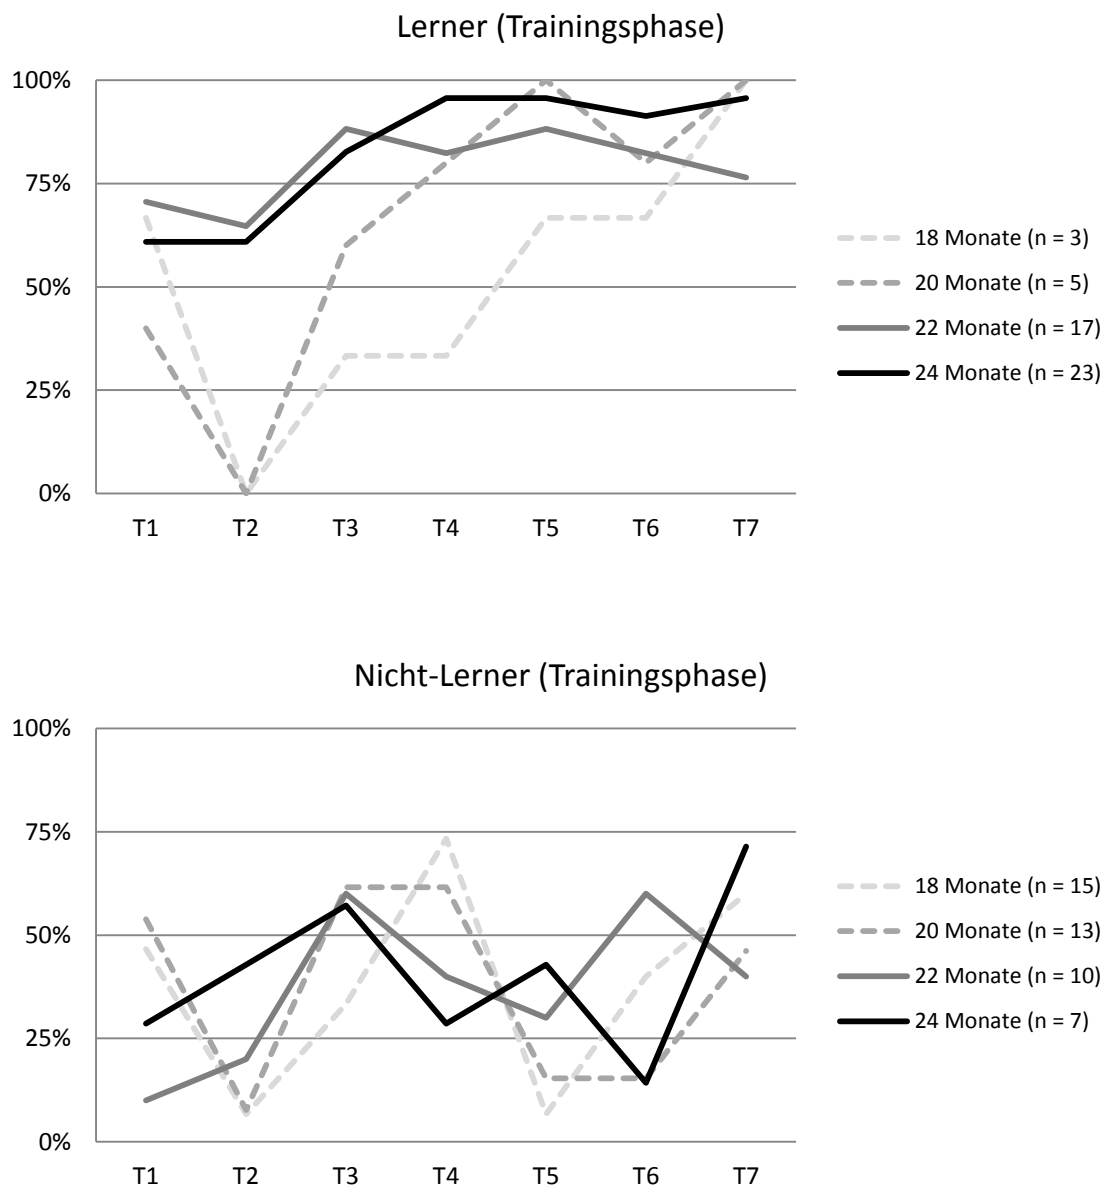 Lerner (Trainingsphase)
100%
75%
50%
25%
0%
T1 T2 T3 T4 T5 T6 T7
18 Monate (n = 3)
20 Monate (n = 5)
22 Monate (n = 17)
24 Monate (n = 23)
Nicht-Lerner (Trainingsphase)
100%
75%
50%
25%
0%
T1 T2 T3 T4 T5 T6 T7
18 Monate (n = 15)
20 Monate (n = 13)
22 Monate (n = 10)
24 Monate (n = 7)